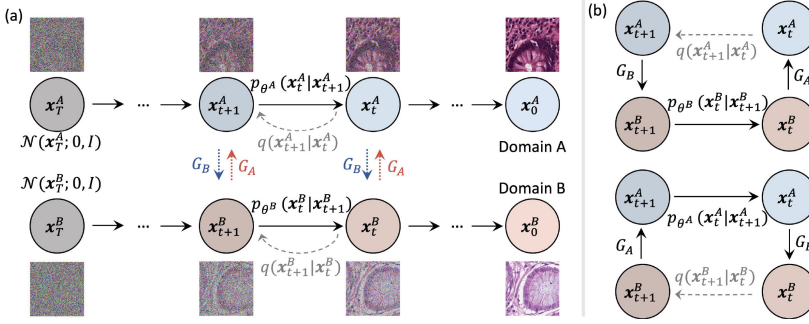 (a)
x_T^A → ... → x_{t+1}^A p_{θ^A}(x_t^A|x_{t+1}^A) x_t^A → ... → x_0^A
N(x_T^A; 0, I) q(x_{t+1}^A|x_t^A) Domain A
G_B G_A G_B G_A
N(x_T^B; 0, I) Domain B
x_T^B → ... → x_{t+1}^B p_{θ^B}(x_t^B|x_{t+1}^B) x_t^B → ... → x_0^B
q(x_{t+1}^B|x_t^B)
(b)
x_{t+1}^A q(x_{t+1}^A|x_t^A) x_t^A
G_B G_A
x_{t+1}^B p_{θ^B}(x_t^B|x_{t+1}^B) x_t^B
x_{t+1}^A p_{θ^A}(x_t^A|x_{t+1}^A) x_t^A
G_A G_B
x_{t+1}^B q(x_{t+1}^B|x_t^B) x_t^B